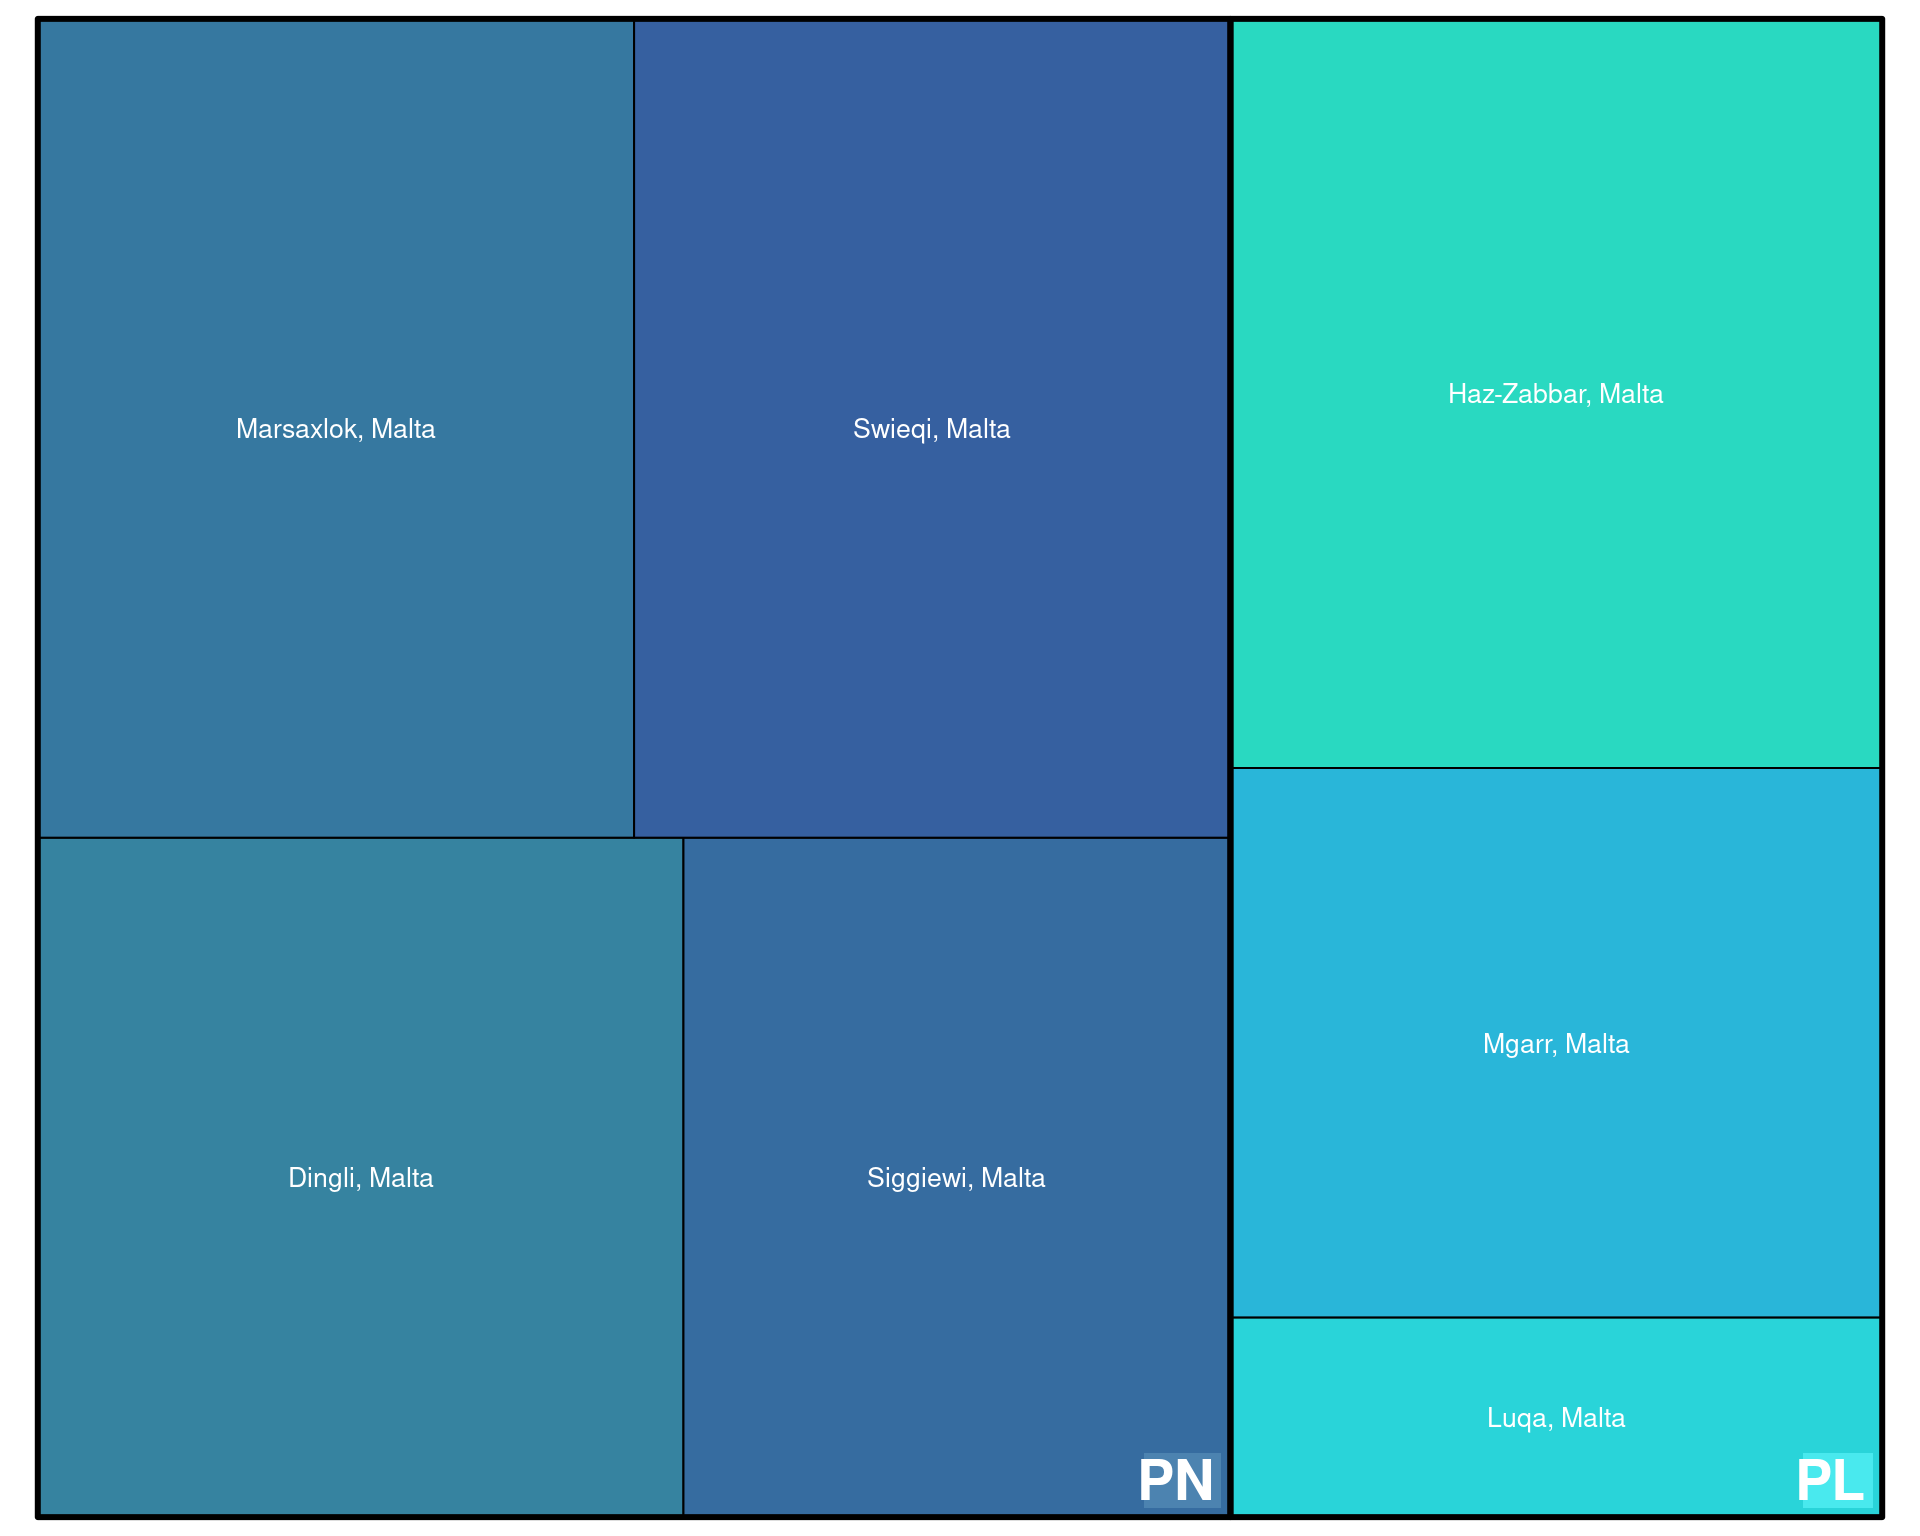 Marsaxlok, Malta
Swieqi, Malta
Haz-Zabbar, Malta
Mgarr, Malta
Dingli, Malta
Siggiewi, Malta
Luqa, Malta
PN
PL